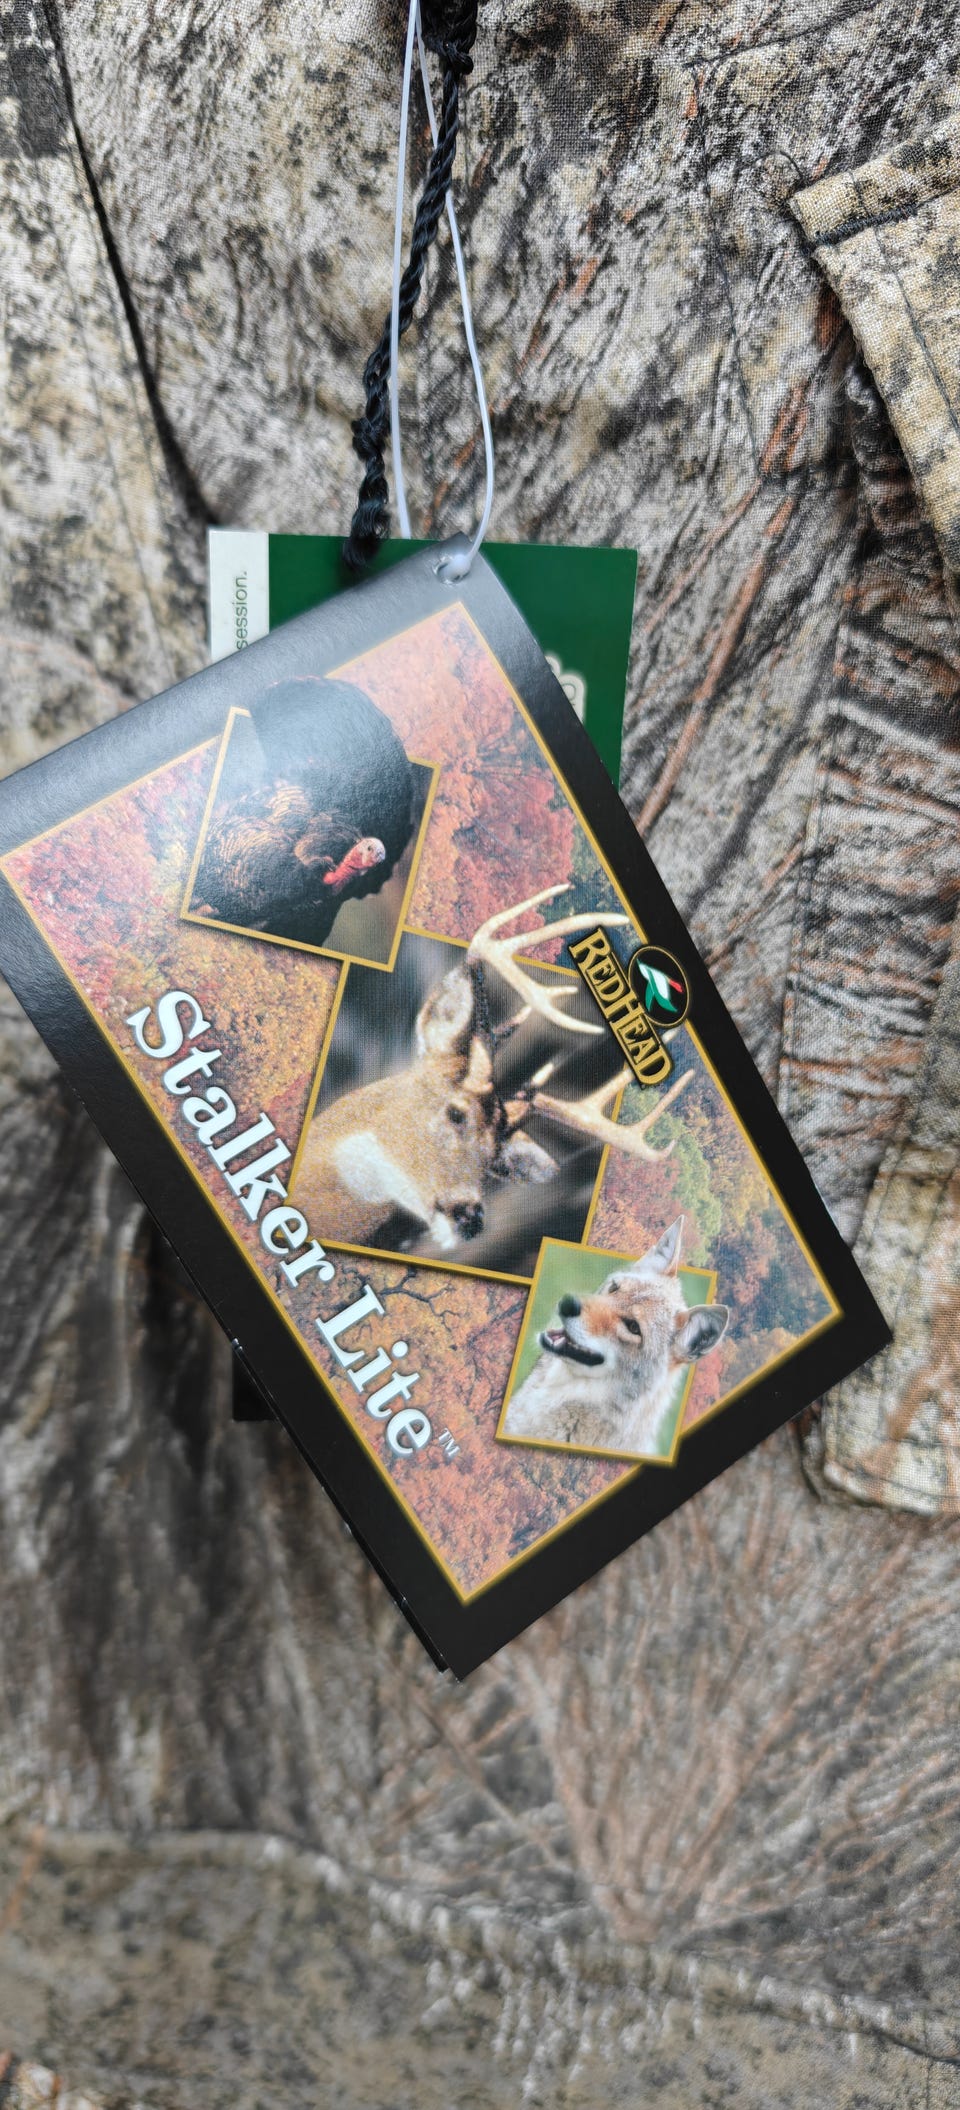 session.
REDHEAD
Stalker Lite™